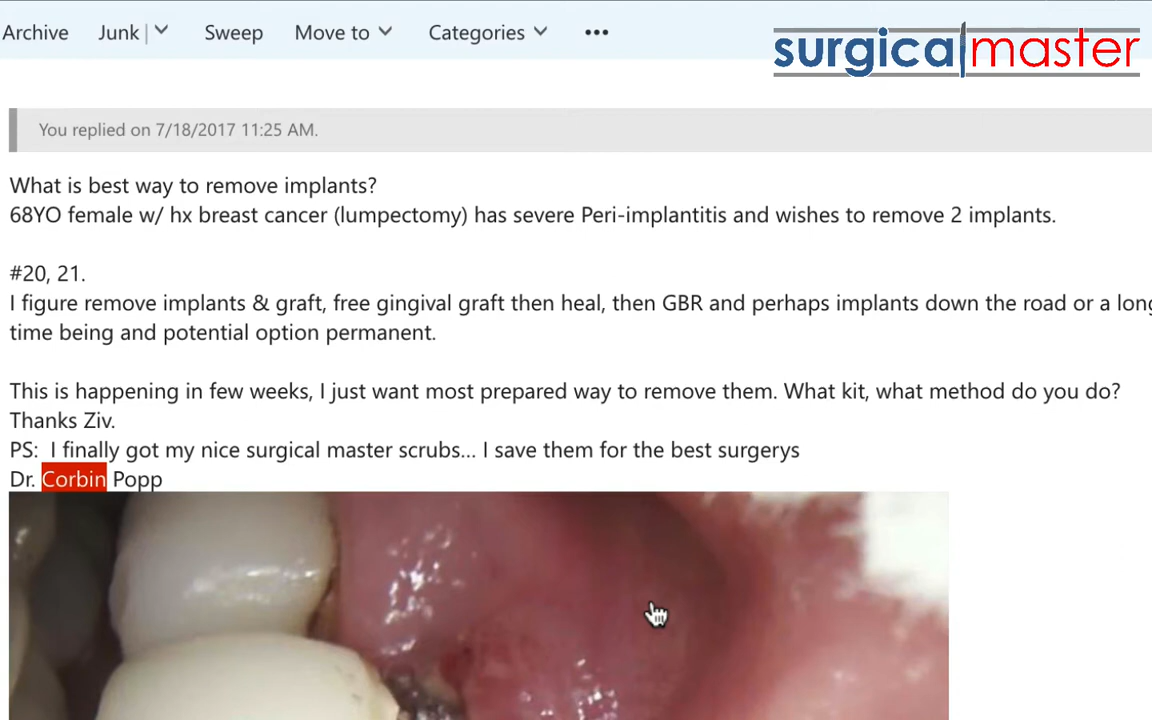 Archive Junk Sweep Move to Categories
surgicalmaster
You replied on 7/18/2017 11:25 AM.
What is best way to remove implants?
68YO female w/ hx breast cancer (lumpectomy) has severe Peri-implantitis and wishes to remove 2 implants.
#20, 21.
I figure remove implants & graft, free gingival graft then heal, then GBR and perhaps implants down the road or a long
time being and potential option permanent.
This is happening in few weeks, I just want most prepared way to remove them. What kit, what method do you do?
Thanks Ziv.
PS: I finally got my nice surgical master scrubs... I save them for the best surgerys
Dr. Corbin Popp